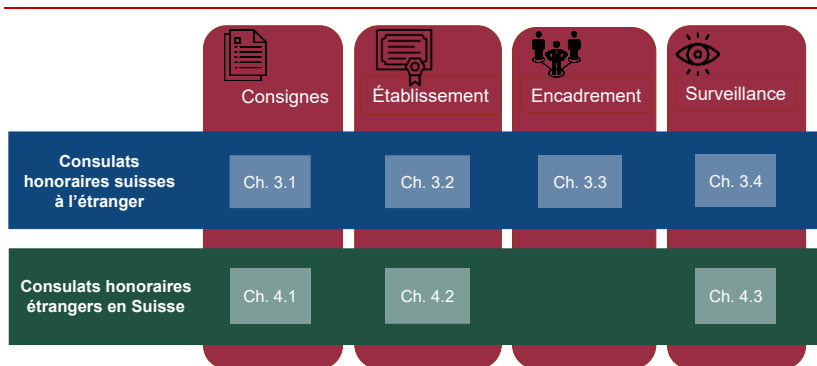 Consignes
Établissement
Encadrement
Surveillance
Consulats
honoraires suisses
à l’étranger
Ch. 3.1
Ch. 3.2
Ch. 3.3
Ch. 3.4
Consulats honoraires
étrangers en Suisse
Ch. 4.1
Ch. 4.2
Ch. 4.3